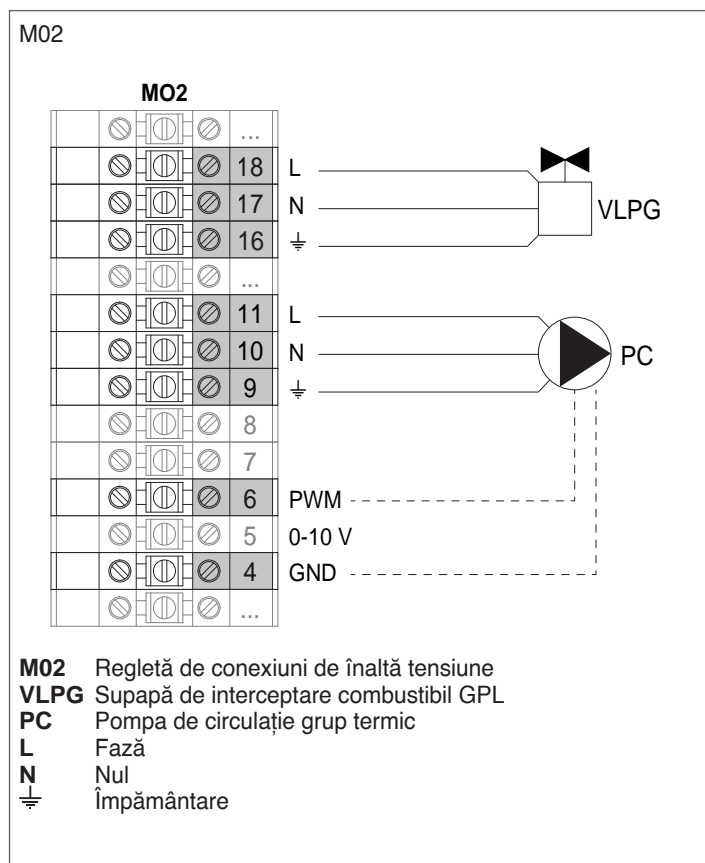 M02
MO2
...
18 L
17 N VLPG
16 ⏚
...
11 L
10 N PC
9 ⏚
8
7
6 PWM
5 0-10 V
4 GND
...
M02 Regletă de conexiuni de înaltă tensiune
VLPG Supapă de interceptare combustibil GPL
PC Pompa de circulație grup termic
L Fază
N Nul
⏚ Împământare